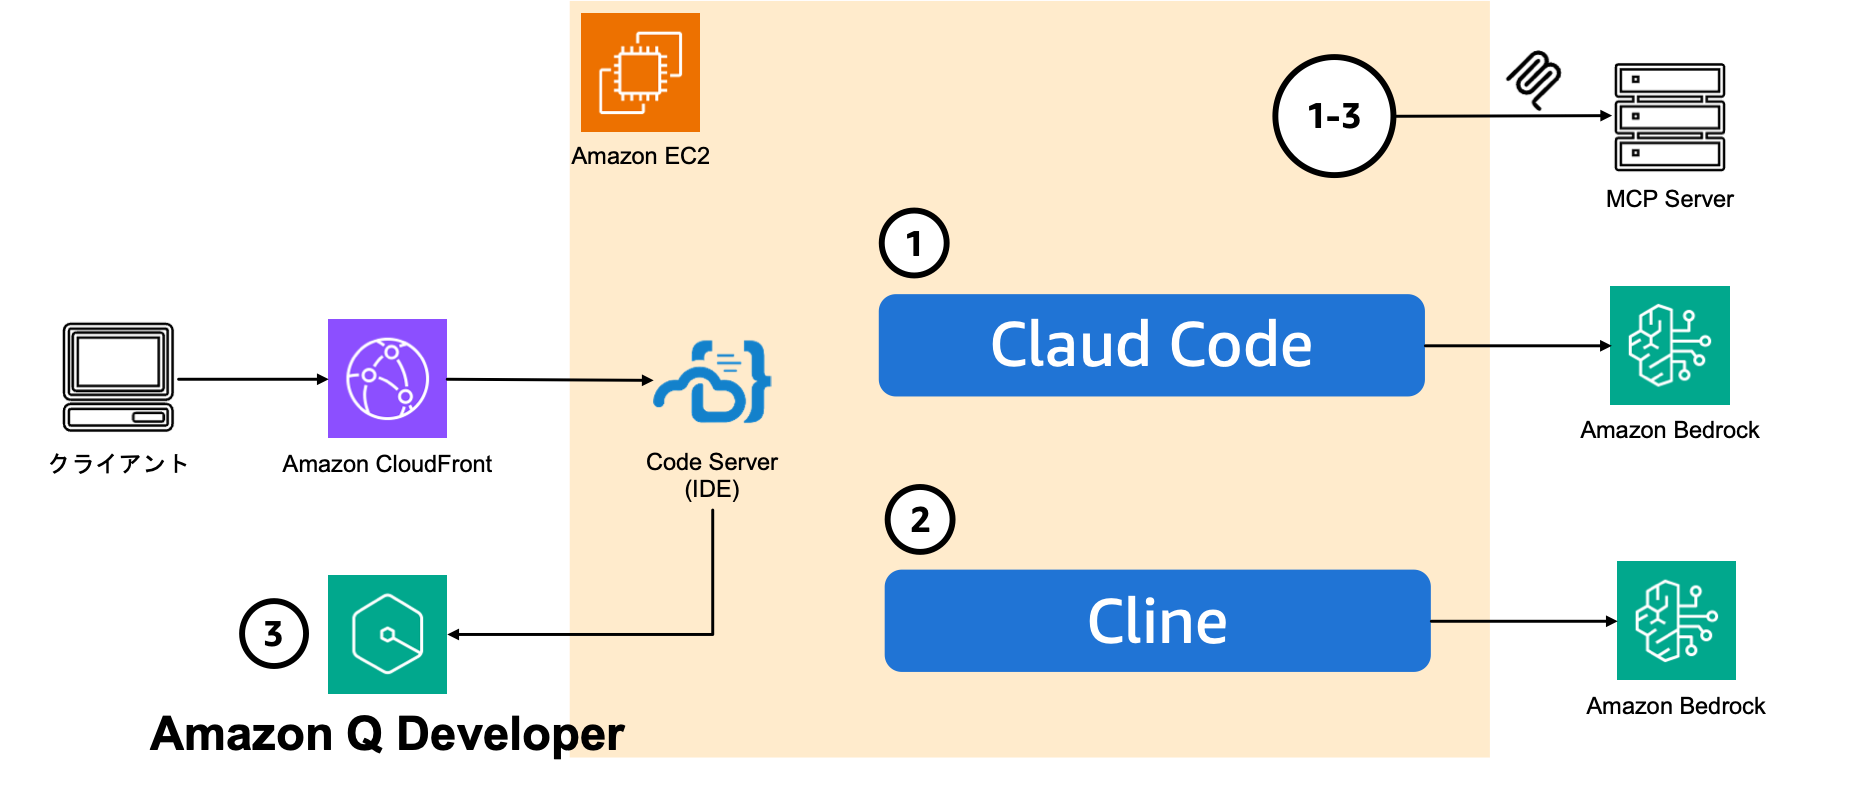 Amazon EC2
1-3
MCP Server
1
Claud Code
Amazon Bedrock
クライアント
Amazon CloudFront
Code Server
(IDE)
2
Cline
Amazon Bedrock
3
Amazon Q Developer